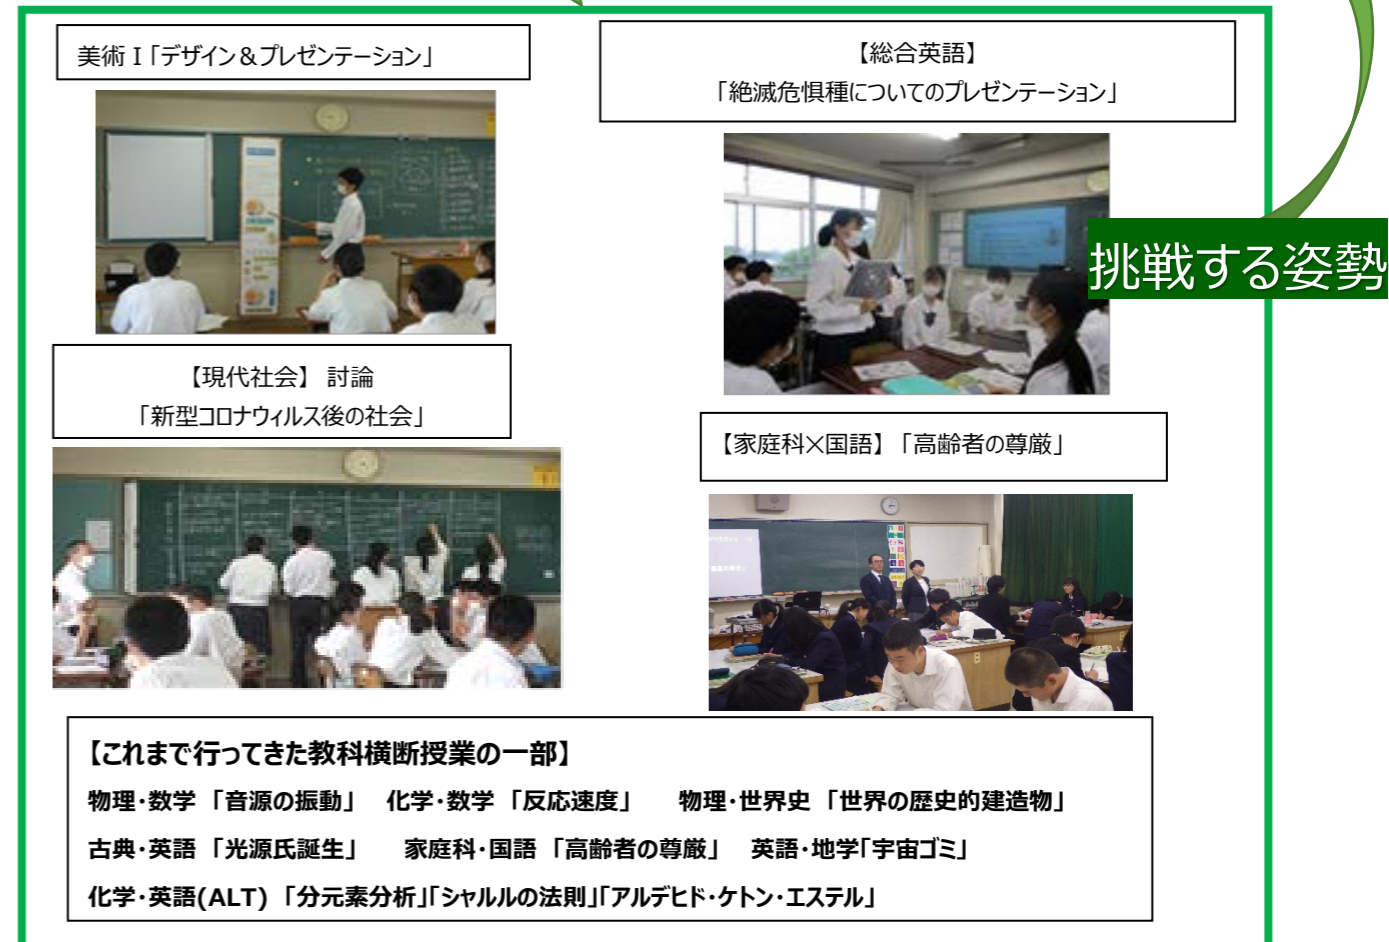 美術Ⅰ「デザイン＆プレゼンテーション」
【総合英語】
「絶滅危惧種についてのプレゼンテーション」
挑戦する姿勢
【現代社会】 討論
「新型コロナウィルス後の社会」
【家庭科×国語】「高齢者の尊厳」
【これまで行ってきた教科横断授業の一部】
物理・数学 「音源の振動」　化学・数学 「反応速度」　物理・世界史 「世界の歴史的建造物」
古典・英語 「光源氏誕生」　家庭科・国語 「高齢者の尊厳」　英語・地学「宇宙ゴミ」
化学・英語(ALT) 「分元素分析」「シャルルの法則」「アルデヒド・ケトン・エステル」